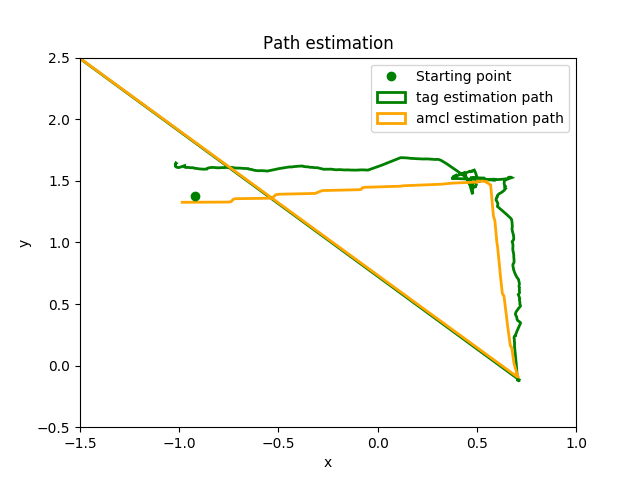 Path estimation
Starting point
tag estimation path
amcl estimation path
2.5
2.0
1.5
1.0
0.5
0.0
−0.5
y
−1.5
−1.0
−0.5
0.0
0.5
1.0
x